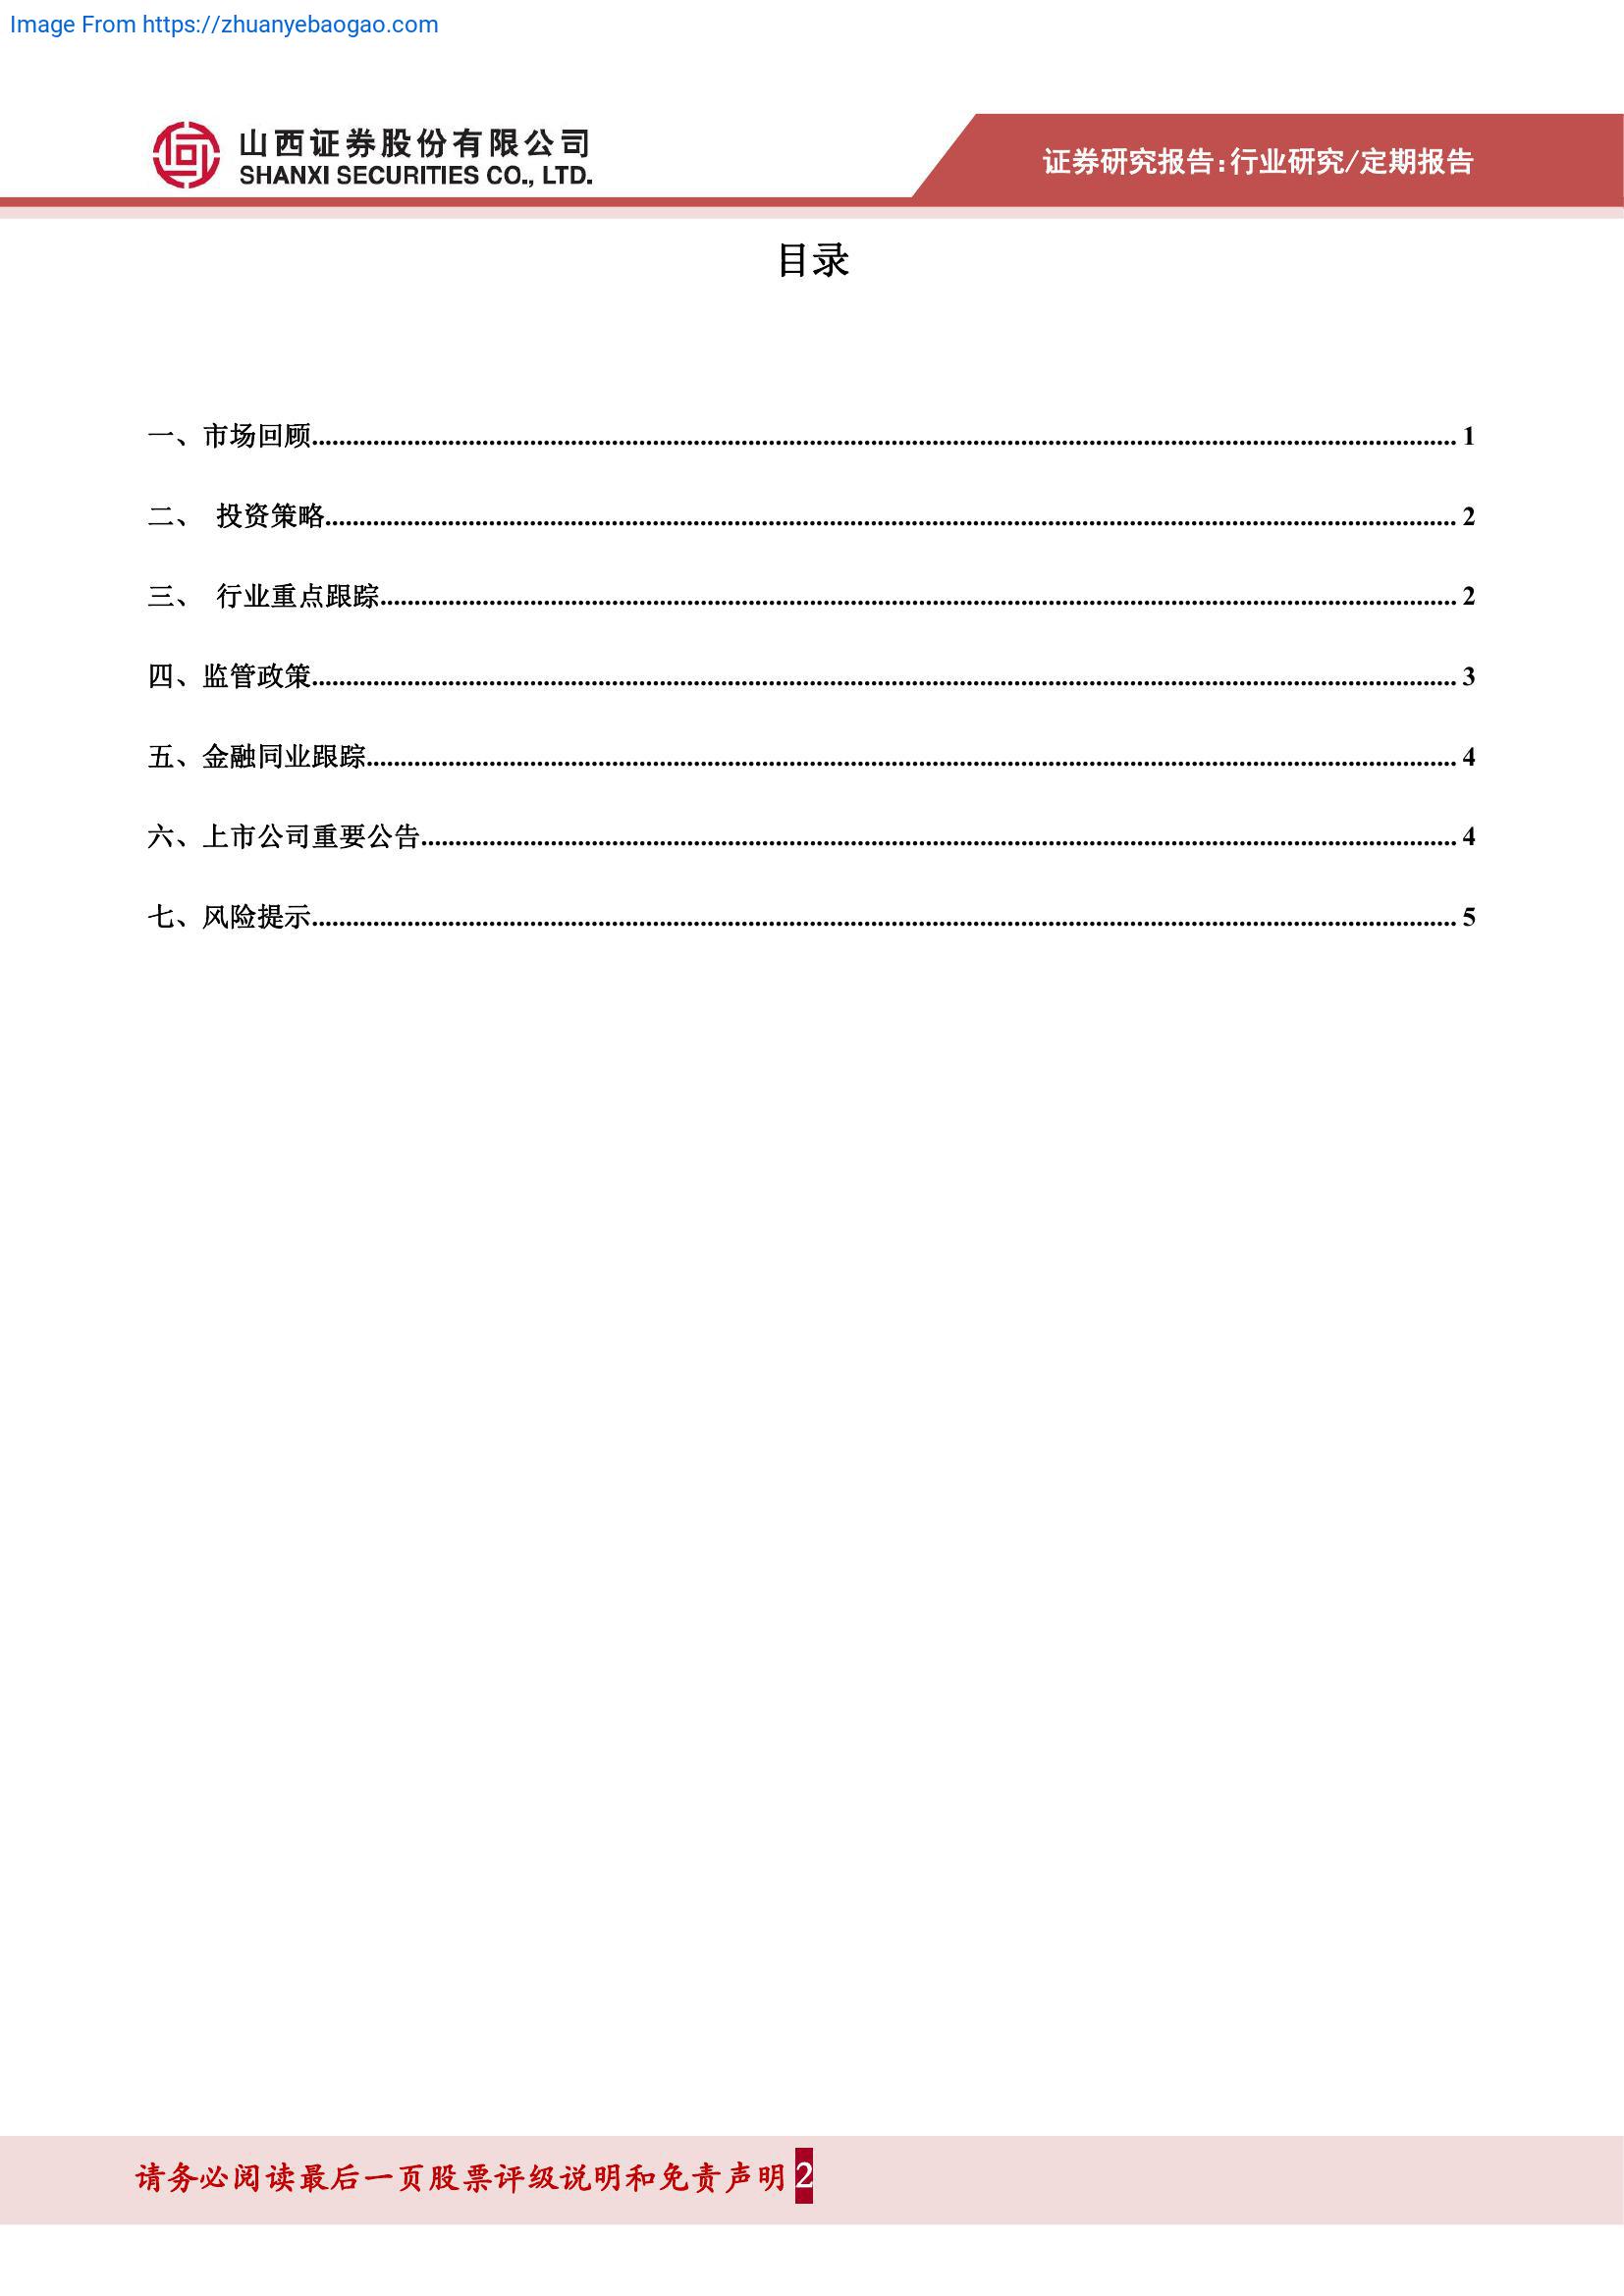 Image From https://zhuanyebaogao.com
山西证券股份有限公司
SHANXI SECURITIES CO., LTD.
证券研究报告:行业研究/定期报告
目录
一、市场回顾........................................ 1
二、 投资策略........................................ 2
三、 行业重点跟踪........................................ 2
四、监管政策........................................ 3
五、金融同业跟踪........................................ 4
六、上市公司重要公告........................................ 4
七、风险提示........................................ 5
请务必阅读最后一页股票评级说明和免责声明 2